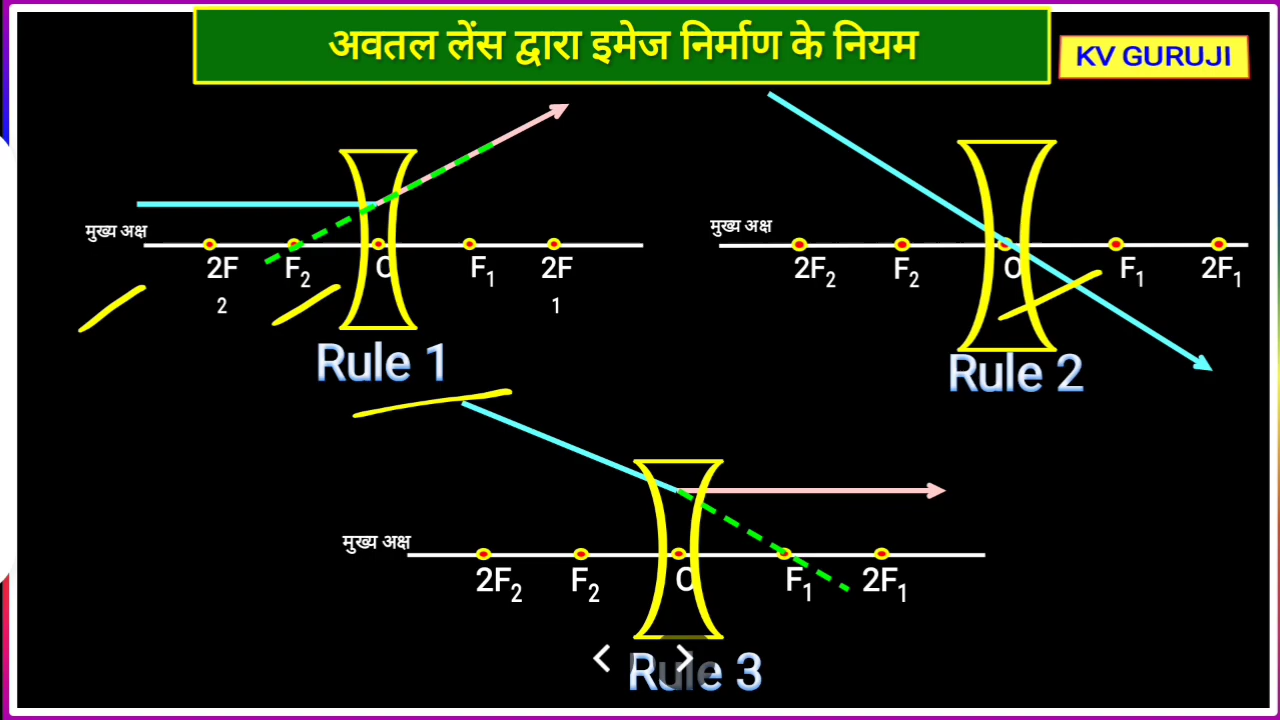 अवतल लेंस द्वारा इमेज निर्माण के नियम
KV GURUJI
मुख्य अक्ष
2F
2
F2
O
F1
2F
1
Rule 1
मुख्य अक्ष
2F2
F2
O
F1
2F1
Rule 2
मुख्य अक्ष
2F2
F2
O
F1
2F1
Rule 3